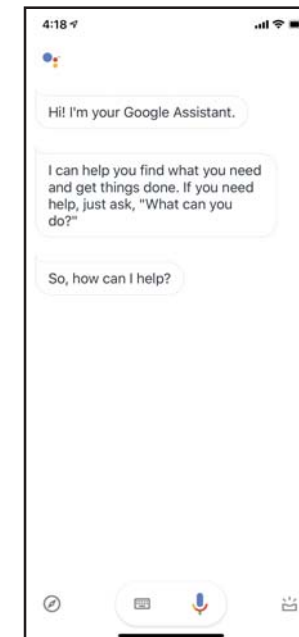 4:18
Hi! I'm your Google Assistant.
I can help you find what you need
and get things done. If you need
help, just ask, "What can you
do?"
So, how can I help?